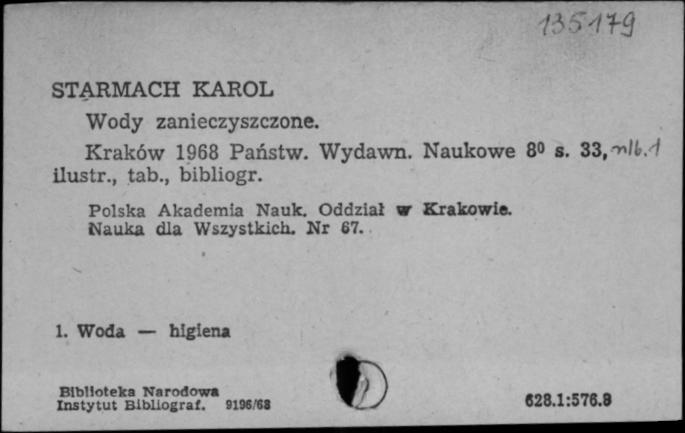 135179
STARMACH KAROL
Wody zanieczyszczone.
Kraków 1968 Państw. Wydawn. Naukowe 8⁰ s. 33, nlb. 1
ilustr., tab., bibliogr.
Polska Akademia Nauk. Oddział w Krakowie.
Nauka dla Wszystkich. Nr 67.
1. Woda — higiena
Biblioteka Narodowa
Instytut Bibliograf. 9196/68
628.1:576.8